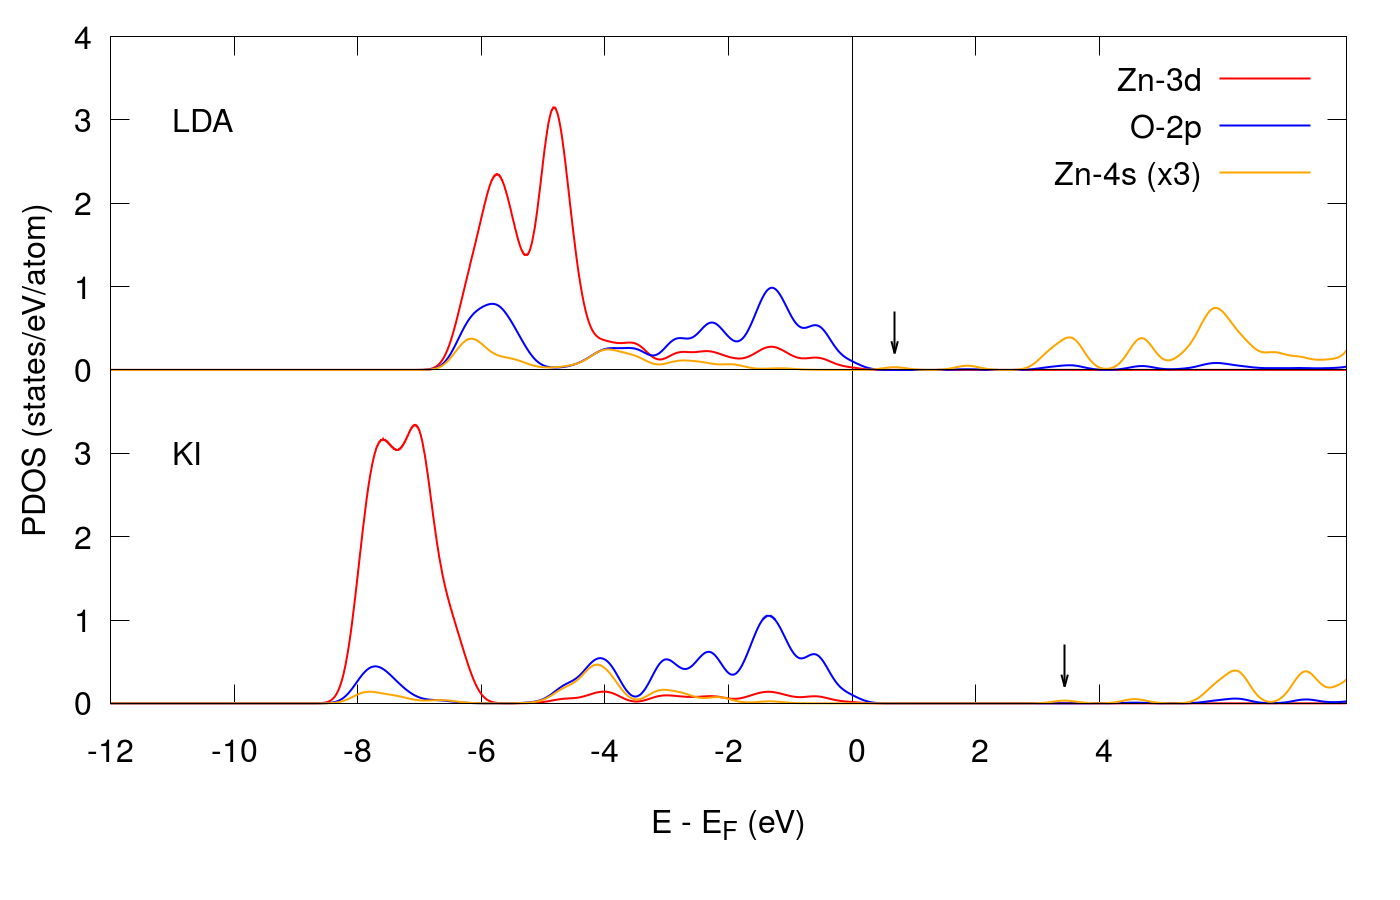 4
3
2
1
0
3
2
1
0
PDOS (states/eV/atom)
LDA
KI
Zn-3d
O-2p
Zn-4s (x3)
-12 -10 -8 -6 -4 -2 0 2 4
E - E_F (eV)